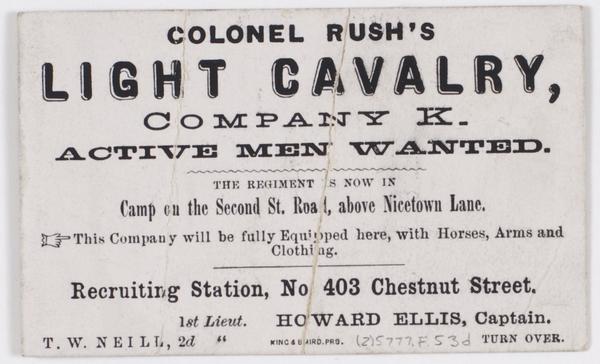 COLONEL RUSH'S
LIGHT CAVALRY,
COMPANY K.
ACTIVE MEN WANTED.
THE REGIMENT IS NOW IN
Camp on the Second St. Road, above Nicetown Lane.
☞This Company will be fully Equipped here, with Horses, Arms and
Clothing.
Recruiting Station, No 403 Chestnut Street.
1st Lieut. HOWARD ELLIS, Captain.
T. W. NEILL, 2d " KING & BAIRD, PRS. (2)5777.F.53d TURN OVER.